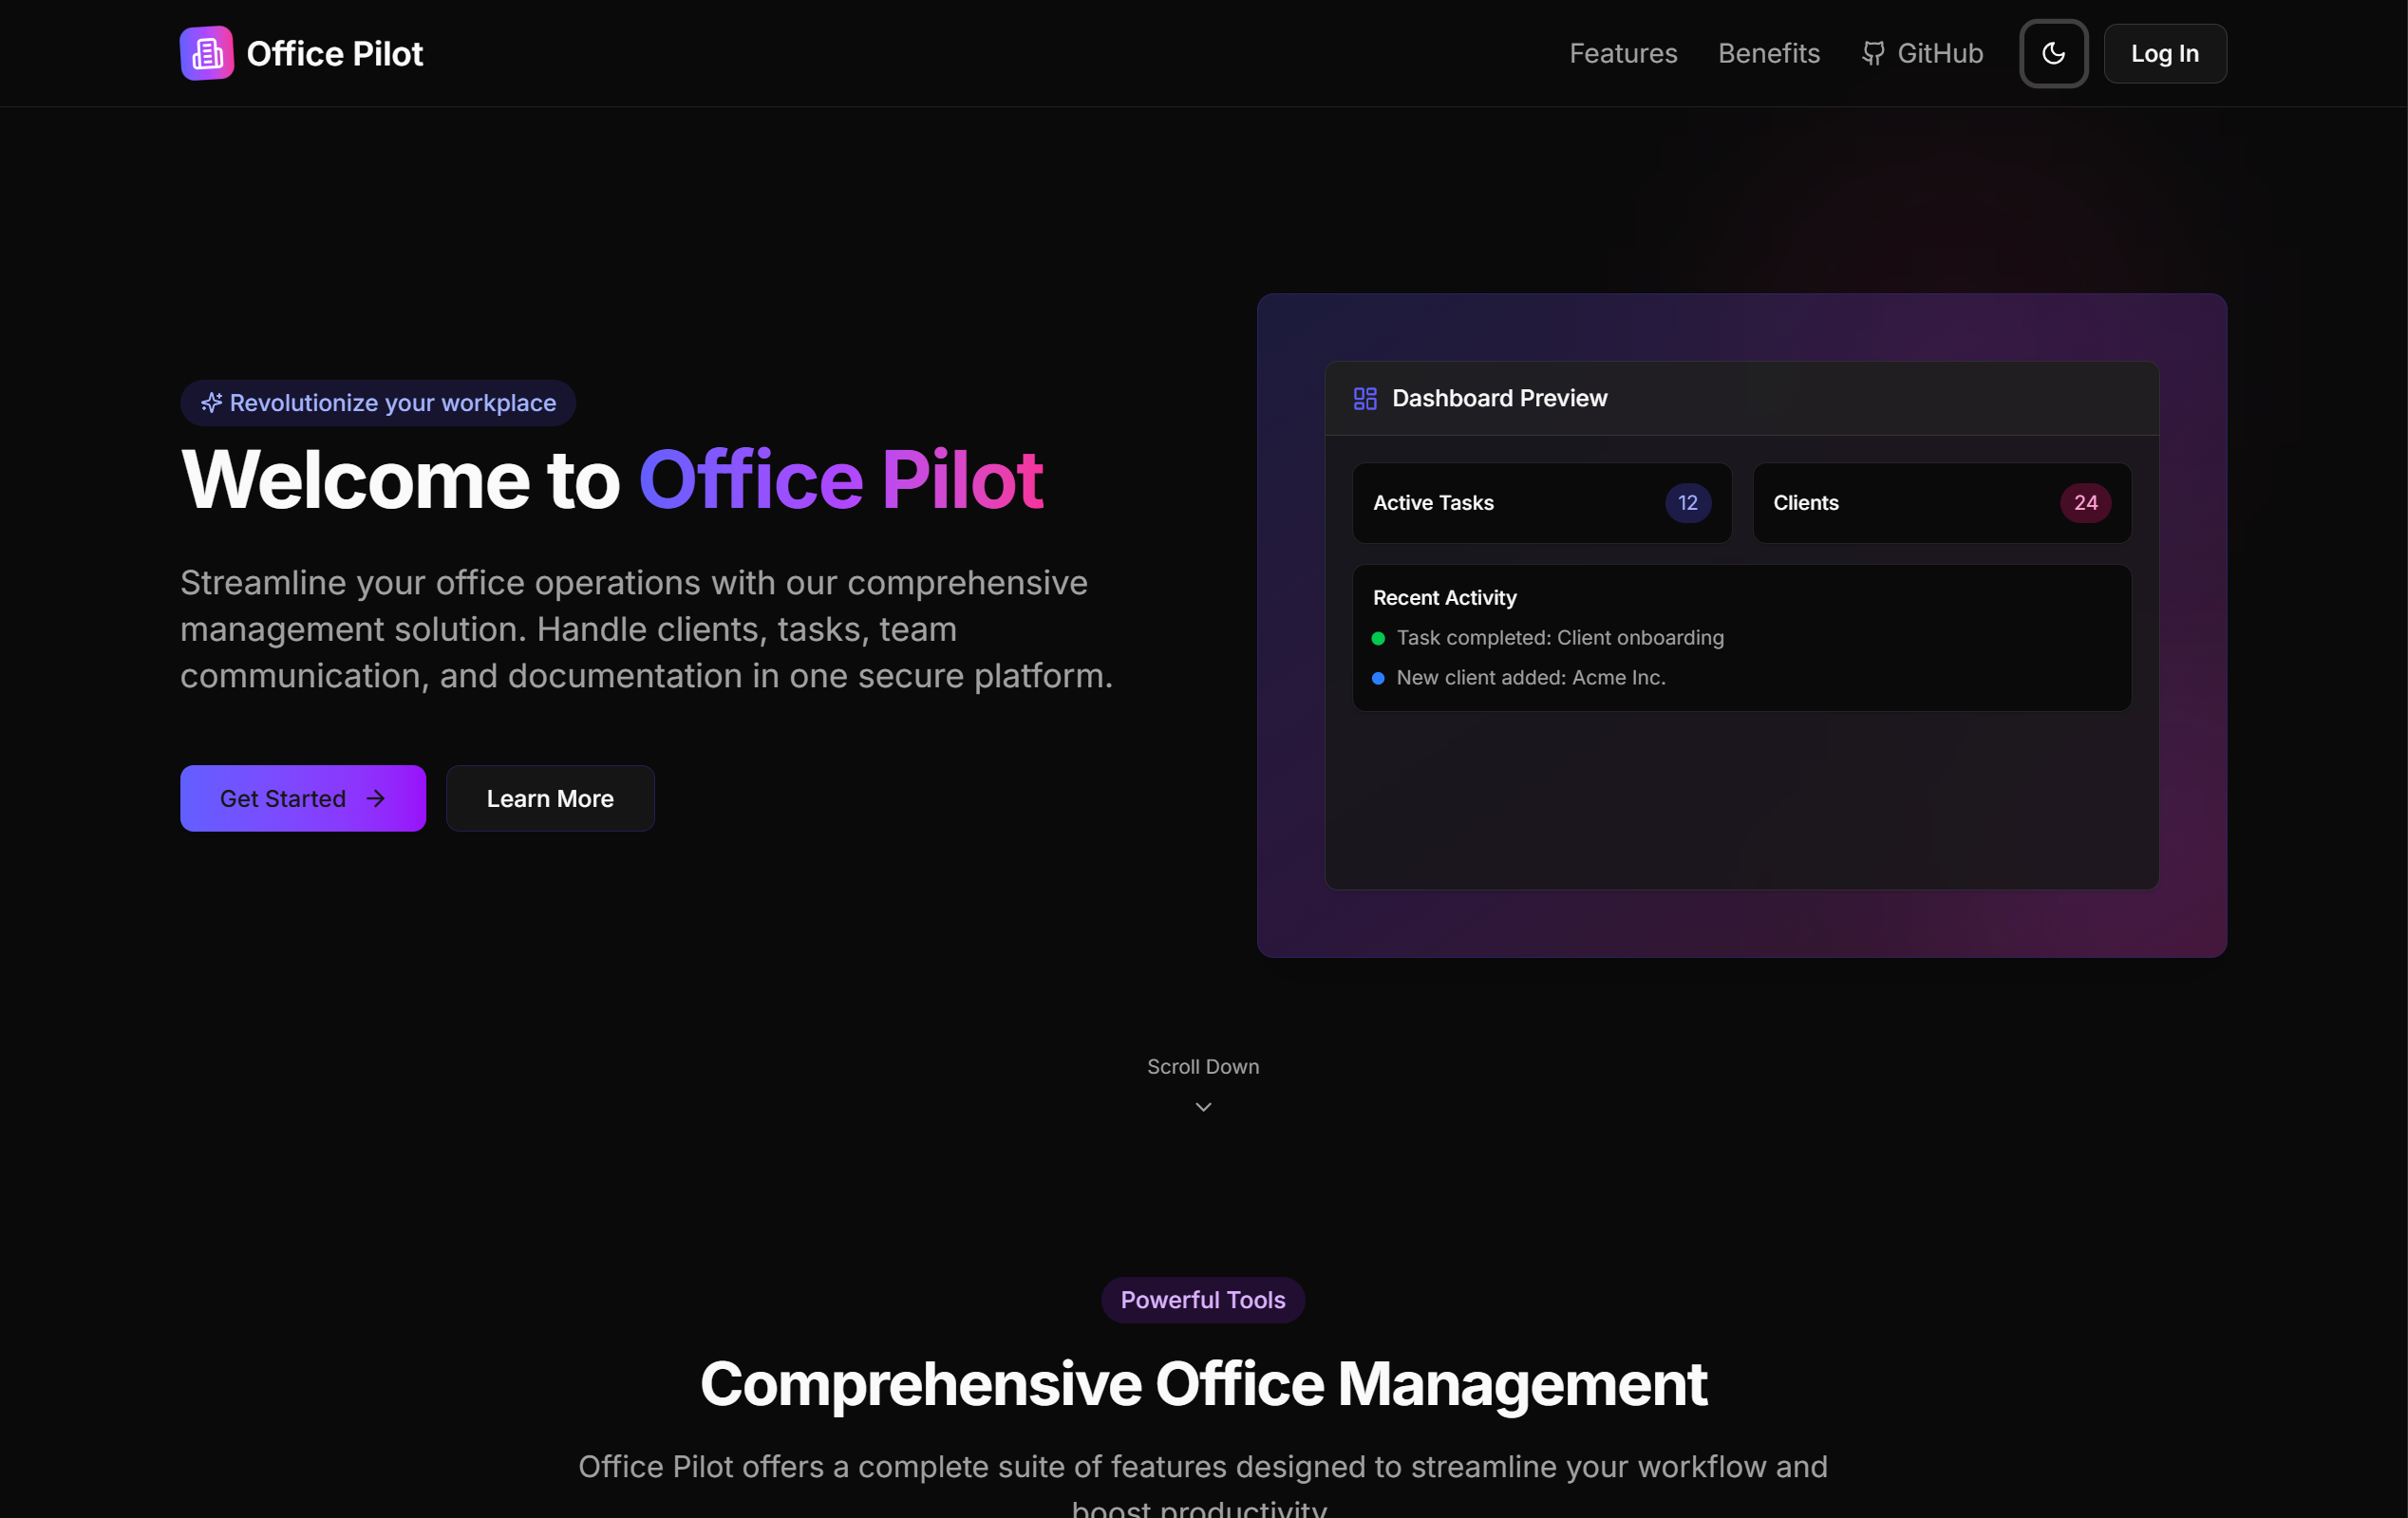 Office Pilot
Features
Benefits
GitHub
Log In
Revolutionize your workplace
Welcome to Office Pilot
Streamline your office operations with our comprehensive
management solution. Handle clients, tasks, team
communication, and documentation in one secure platform.
Get Started
Learn More
Dashboard Preview
Active Tasks
12
Clients
24
Recent Activity
Task completed: Client onboarding
New client added: Acme Inc.
Scroll Down
Powerful Tools
Comprehensive Office Management
Office Pilot offers a complete suite of features designed to streamline your workflow and
boost productivity.